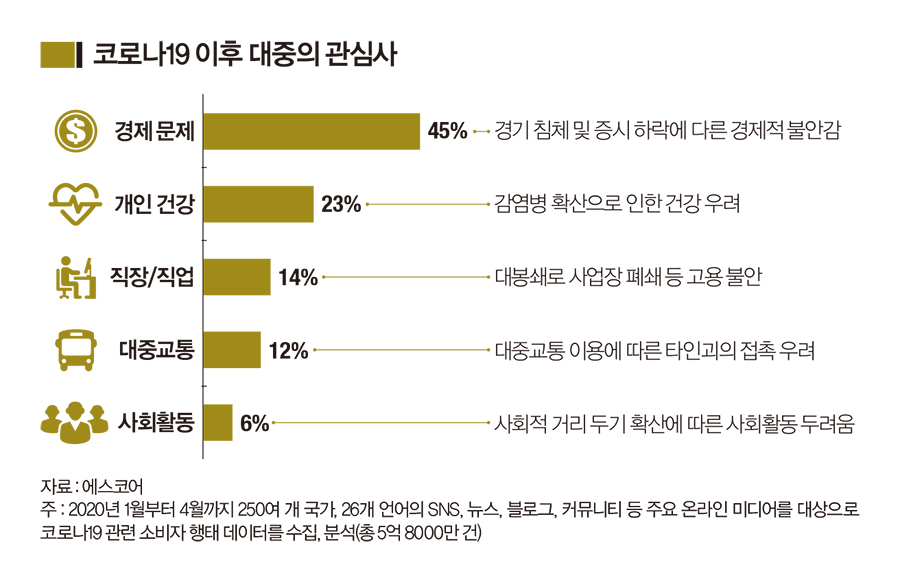 코로나19 이후 대중의 관심사
경제 문제 45% 경기 침체 및 증시 하락에 다른 경제적 불안감
개인 건강 23% 감염병 확산으로 인한 건강 우려
직장/직업 14% 대봉쇄로 사업장 폐쇄 등 고용 불안
대중교통 12% 대중교통 이용에 따른 타인괴의 접촉 우려
사회활동 6% 사회적 거리 두기 확산에 따른 사회활동 두려움
자료 : 에스코어
주 : 2020년 1월부터 4월까지 250여 개 국가, 26개 언어의 SNS, 뉴스, 블로그, 커뮤니티 등 주요 온라인 미디어를 대상으로
코로나19 관련 소비자 행태 데이터를 수집, 분석(총 5억 8000만 건)